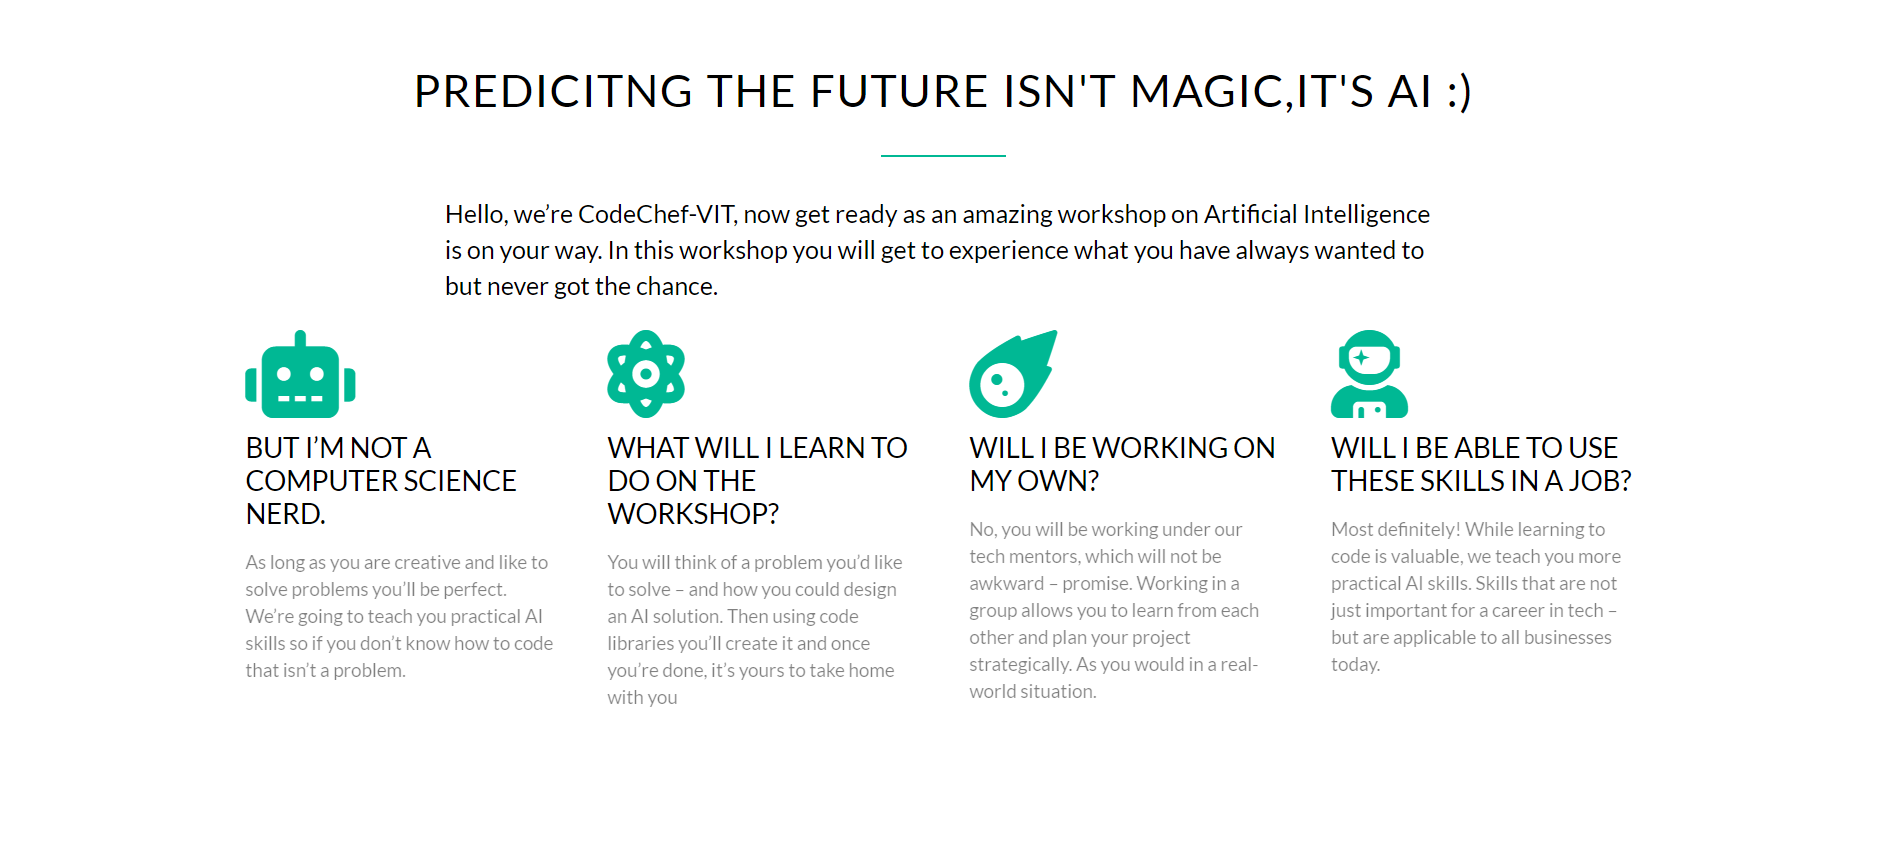 PREDICITNG THE FUTURE ISN'T MAGIC,IT'S AI :)
Hello, we’re CodeChef-VIT, now get ready as an amazing workshop on Artificial Intelligence
is on your way. In this workshop you will get to experience what you have always wanted to
but never got the chance.
BUT I’M NOT A
COMPUTER SCIENCE
NERD.
As long as you are creative and like to
solve problems you’ll be perfect.
We’re going to teach you practical AI
skills so if you don’t know how to code
that isn’t a problem.
WHAT WILL I LEARN TO
DO ON THE
WORKSHOP?
You will think of a problem you’d like
to solve – and how you could design
an AI solution. Then using code
libraries you’ll create it and once
you’re done, it’s yours to take home
with you
WILL I BE WORKING ON
MY OWN?
No, you will be working under our
tech mentors, which will not be
awkward – promise. Working in a
group allows you to learn from each
other and plan your project
strategically. As you would in a real-
world situation.
WILL I BE ABLE TO USE
THESE SKILLS IN A JOB?
Most definitely! While learning to
code is valuable, we teach you more
practical AI skills. Skills that are not
just important for a career in tech –
but are applicable to all businesses
today.